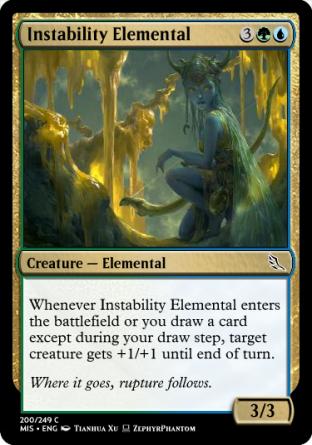 Instability Elemental 3
Creature — Elemental
Whenever Instability Elemental enters
the battlefield or you draw a card
except during your draw step, target
creature gets +1/+1 until end of turn.
Where it goes, rupture follows.
3/3
200/249 C
MIS • ENG Tianhua Xu ZephyrPhantom